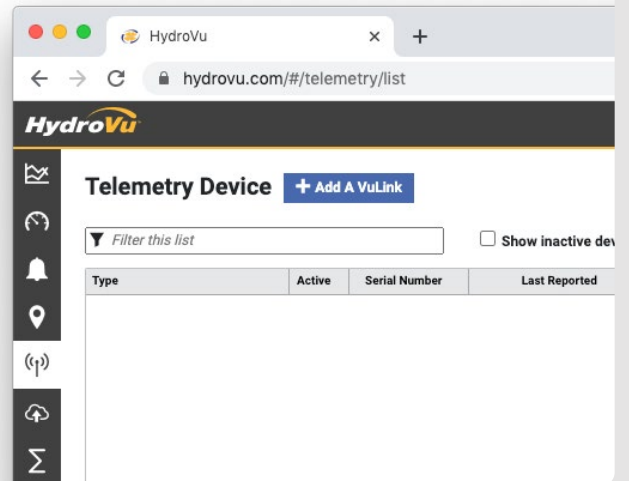 HydroVu
hydrovu.com/#/telemetry/list
HydroVu
Telemetry Device + Add A VuLink
Filter this list
Show inactive dev
Type Active Serial Number Last Reported